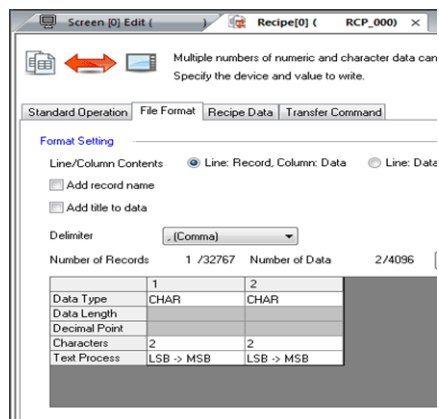 Screen [0] Edit ( ) Recipe[0] ( RCP_000) ×
Multiple numbers of numeric and character data can
Specify the device and value to write.
Standard Operation File Format Recipe Data Transfer Command
Format Setting
Line/Column Contents Line: Record, Column: Data Line: Data
Add record name
Add title to data
Delimiter , (Comma)
Number of Records 1 /32767 Number of Data 2/4096
1 2
Data Type CHAR CHAR
Data Length
Decimal Point
Characters 2 2
Text Process LSB -> MSB LSB -> MSB